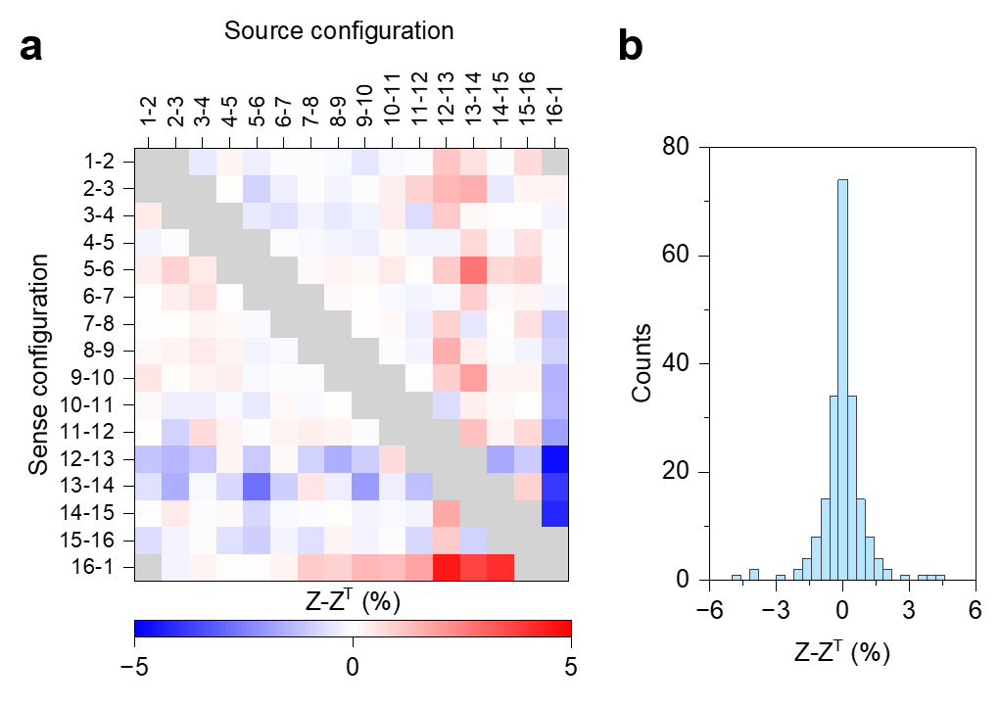 a
Source configuration
1-2 2-3 3-4 4-5 5-6 6-7 7-8 8-9 9-10 10-11 11-12 12-13 13-14 14-15 15-16 16-1
Sense configuration
1-2
2-3
3-4
4-5
5-6
6-7
7-8
8-9
9-10
10-11
11-12
12-13
13-14
14-15
15-16
16-1
Z-Zᵀ (%)
−5 0 5
b
Counts
80
60
40
20
0
−6 −3 0 3 6
Z-Zᵀ (%)